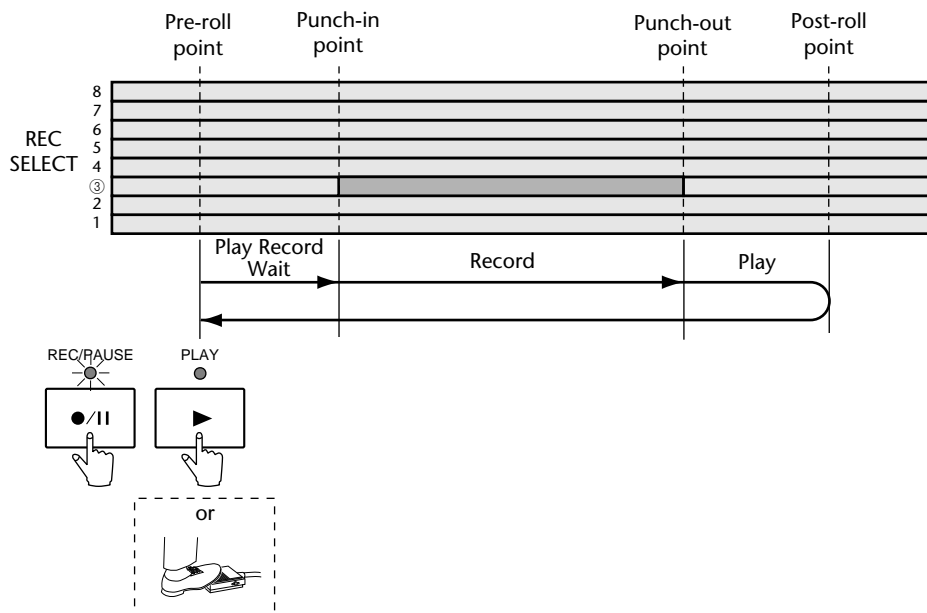 Pre-roll
point
Punch-in
point
Punch-out
point
Post-roll
point
REC
SELECT
8
7
6
5
4
③
2
1
Play Record
Wait
Record
Play
REC/PAUSE
PLAY
●/II
▶
or